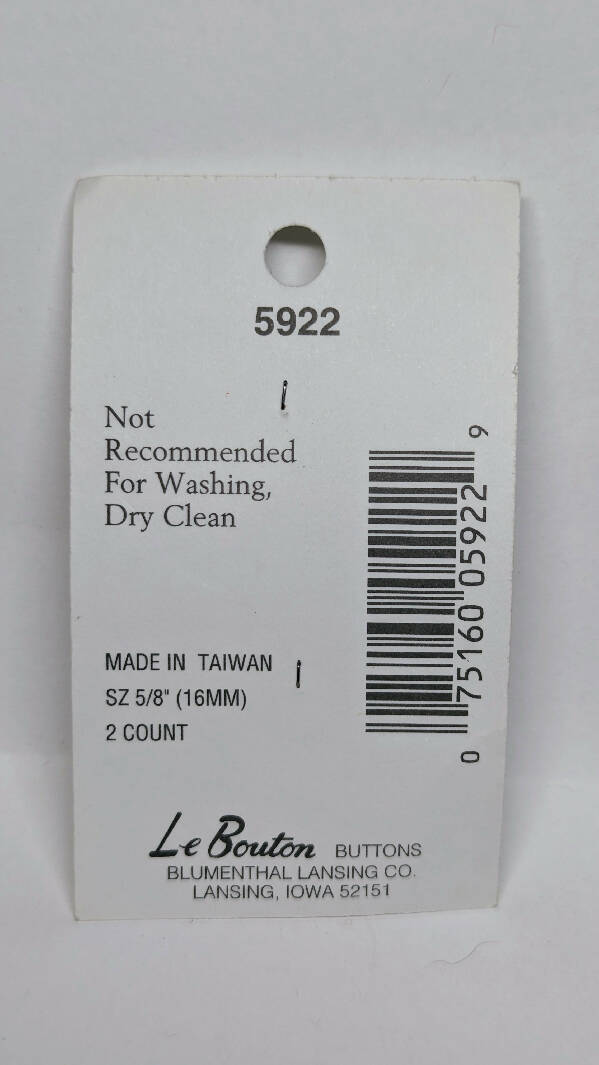 5922
Not
Recommended
For Washing,
Dry Clean
MADE IN TAIWAN
SZ 5/8" (16MM)
2 COUNT
0 75160 05922 9
Le Bouton BUTTONS
BLUMENTHAL LANSING CO.
LANSING, IOWA 52151